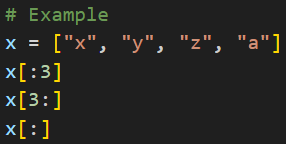 # Example
x = ["x", "y", "z", "a"]
x[:3]
x[3:]
x[:]